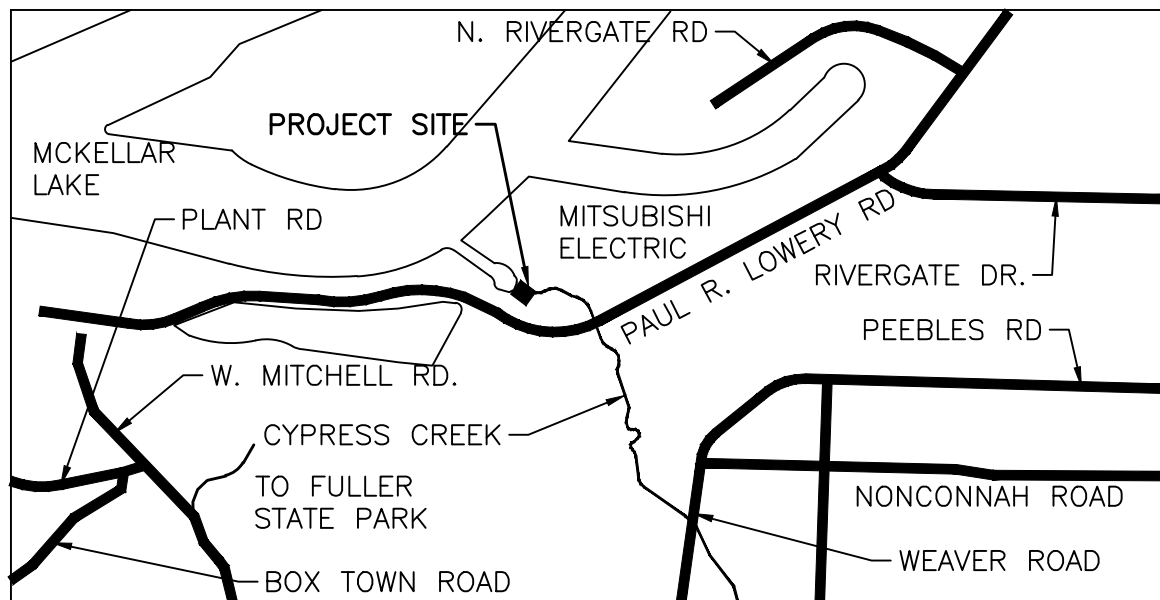 N. RIVERGATE RD
PROJECT SITE
MCKELLAR
LAKE
PLANT RD
MITSUBISHI
ELECTRIC
PAUL R. LOWERY RD
RIVERGATE DR.
PEEBLES RD
W. MITCHELL RD.
CYPRESS CREEK
TO FULLER
STATE PARK
NONCONNAH ROAD
WEAVER ROAD
BOX TOWN ROAD